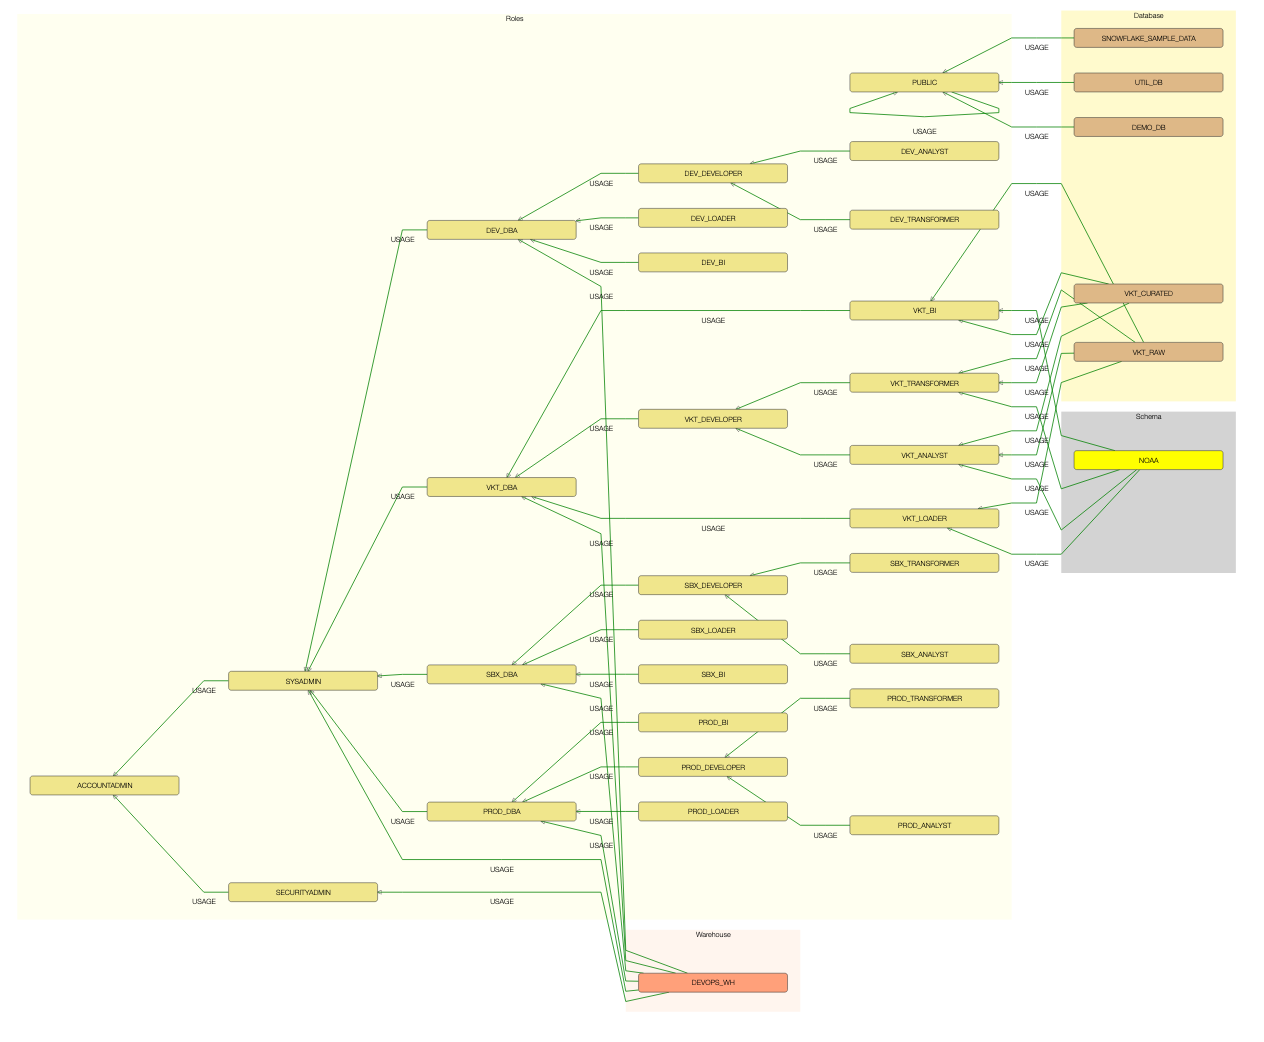 Roles
Database
SNOWFLAKE_SAMPLE_DATA
USAGE
PUBLIC
UTIL_DB
USAGE
DEMO_DB
USAGE
USAGE
DEV_ANALYST
USAGE
DEV_DEVELOPER
USAGE
USAGE
DEV_LOADER
DEV_TRANSFORMER
USAGE
USAGE
DEV_DBA
USAGE
DEV_BI
USAGE
VKT_CURATED
USAGE
VKT_BI
USAGE
USAGE
USAGE
VKT_RAW
VKT_TRANSFORMER
USAGE
USAGE
USAGE
VKT_DEVELOPER
Schema
USAGE
USAGE
USAGE
VKT_ANALYST
NOAA
USAGE
USAGE
VKT_DBA
USAGE
USAGE
VKT_LOADER
USAGE
USAGE
USAGE
SBX_TRANSFORMER
USAGE
USAGE
SBX_DEVELOPER
USAGE
SBX_LOADER
USAGE
SBX_ANALYST
USAGE
SBX_DBA
SBX_BI
SYSADMIN
USAGE
USAGE
USAGE
PROD_TRANSFORMER
USAGE
USAGE
PROD_BI
USAGE
PROD_DEVELOPER
USAGE
ACCOUNTADMIN
PROD_DBA
PROD_LOADER
USAGE
USAGE
PROD_ANALYST
USAGE
USAGE
USAGE
SECURITYADMIN
USAGE
USAGE
Warehouse
DEVOPS_WH